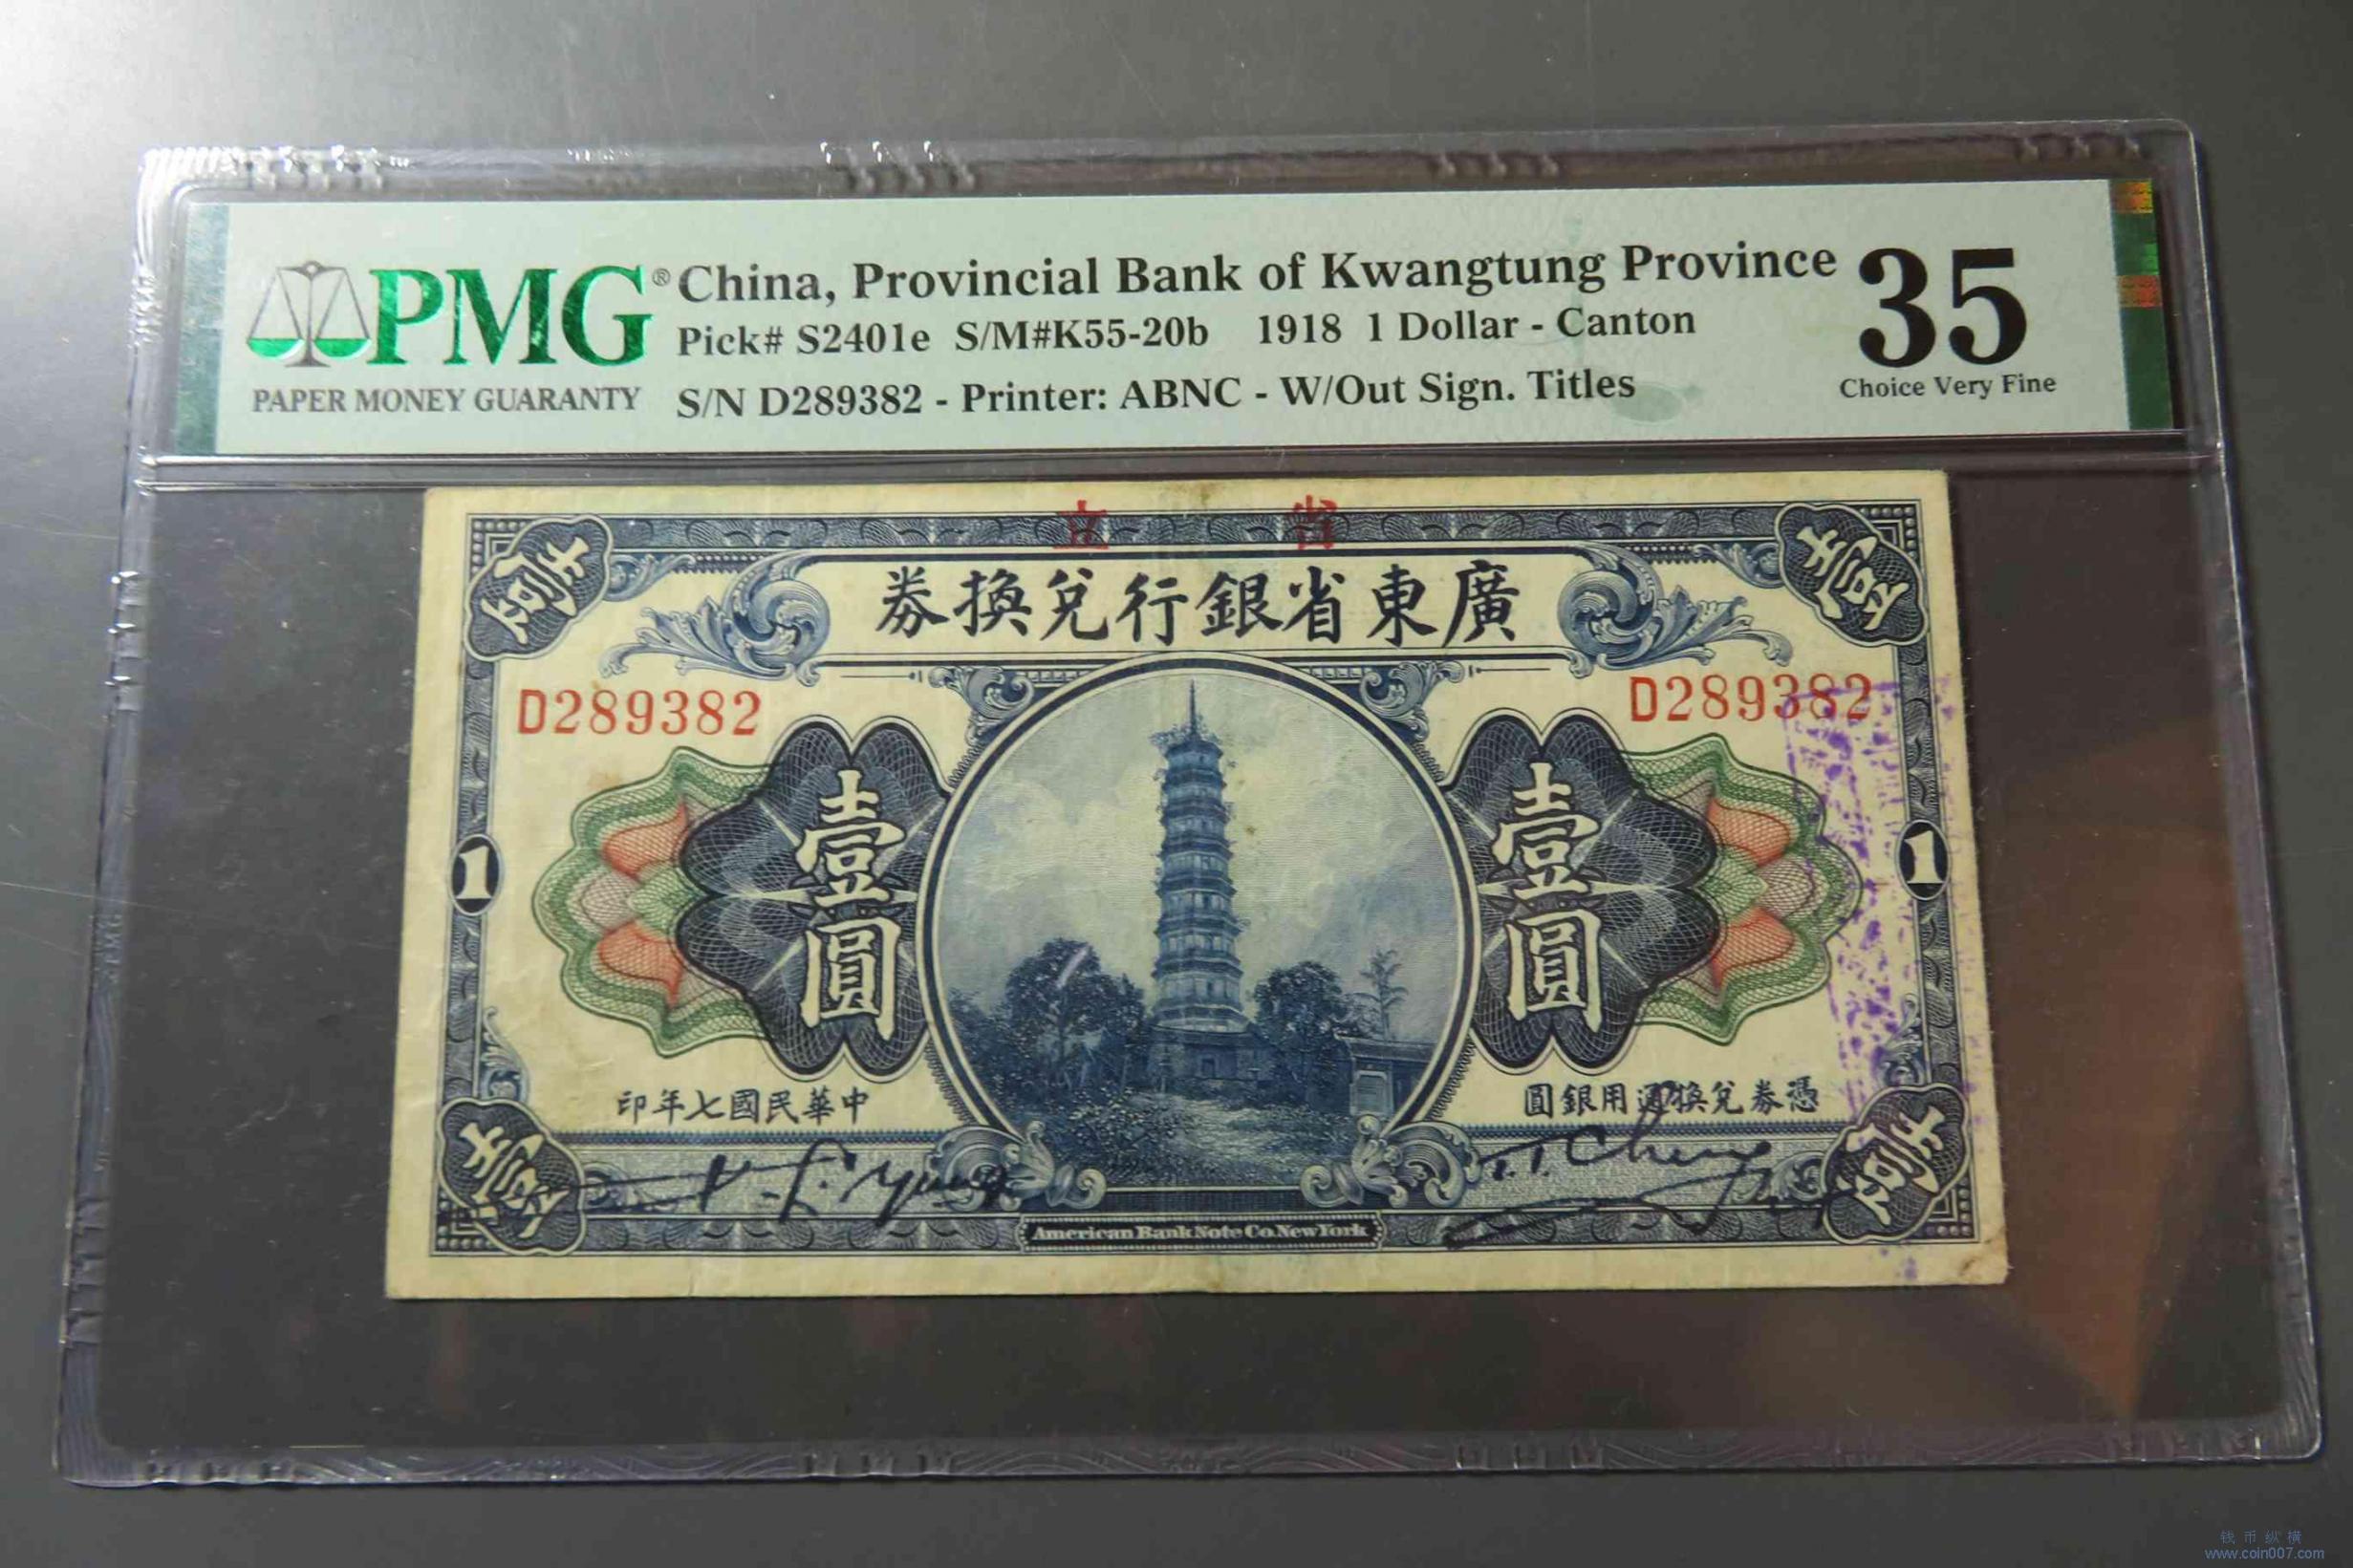 PMG®
PAPER MONEY GUARANTY
China, Provincial Bank of Kwangtung Province
Pick# S2401e S/M#K55-20b 1918 1 Dollar - Canton
S/N D289382 - Printer: ABNC - W/Out Sign. Titles
35
Choice Very Fine
立 省
券換兌行銀省東廣
壹 壹
D289382 D289382
壹圓 壹圓
1 1
印年七國民華中
圓銀用通換兌券憑
壹 壹
American Bank Note Co. New York
钱币纵横
www.coin007.com